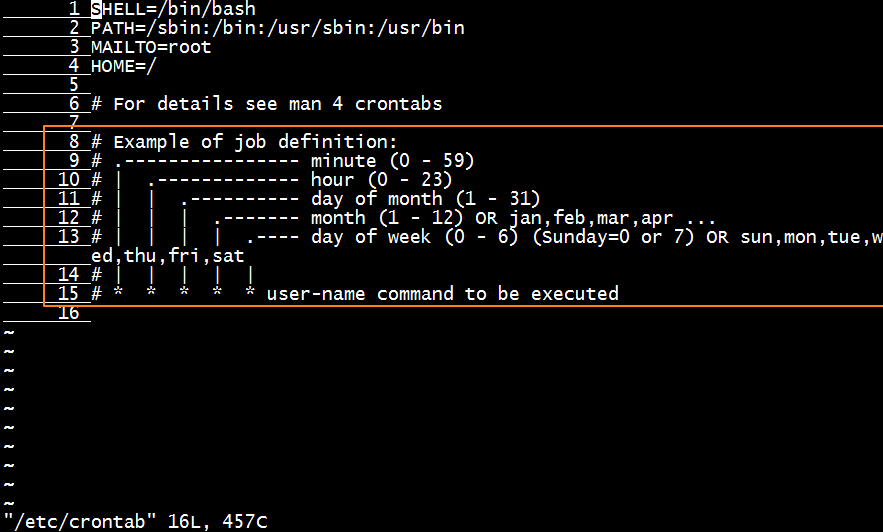 1 SHELL=/bin/bash
2 PATH=/sbin:/bin:/usr/sbin:/usr/bin
3 MAILTO=root
4 HOME=/
5
6 # For details see man 4 crontabs
7
8 # Example of job definition:
9 # .---------------- minute (0 - 59)
10 # |  .------------- hour (0 - 23)
11 # |  |  .---------- day of month (1 - 31)
12 # |  |  |  .------- month (1 - 12) OR jan,feb,mar,apr ...
13 # |  |  |  |  .---- day of week (0 - 6) (Sunday=0 or 7) OR sun,mon,tue,w
ed,thu,fri,sat
14 # |  |  |  |  |
15 # *  *  *  *  * user-name command to be executed
16
~
~
~
~
~
~
~
~
~
~
"/etc/crontab" 16L, 457C